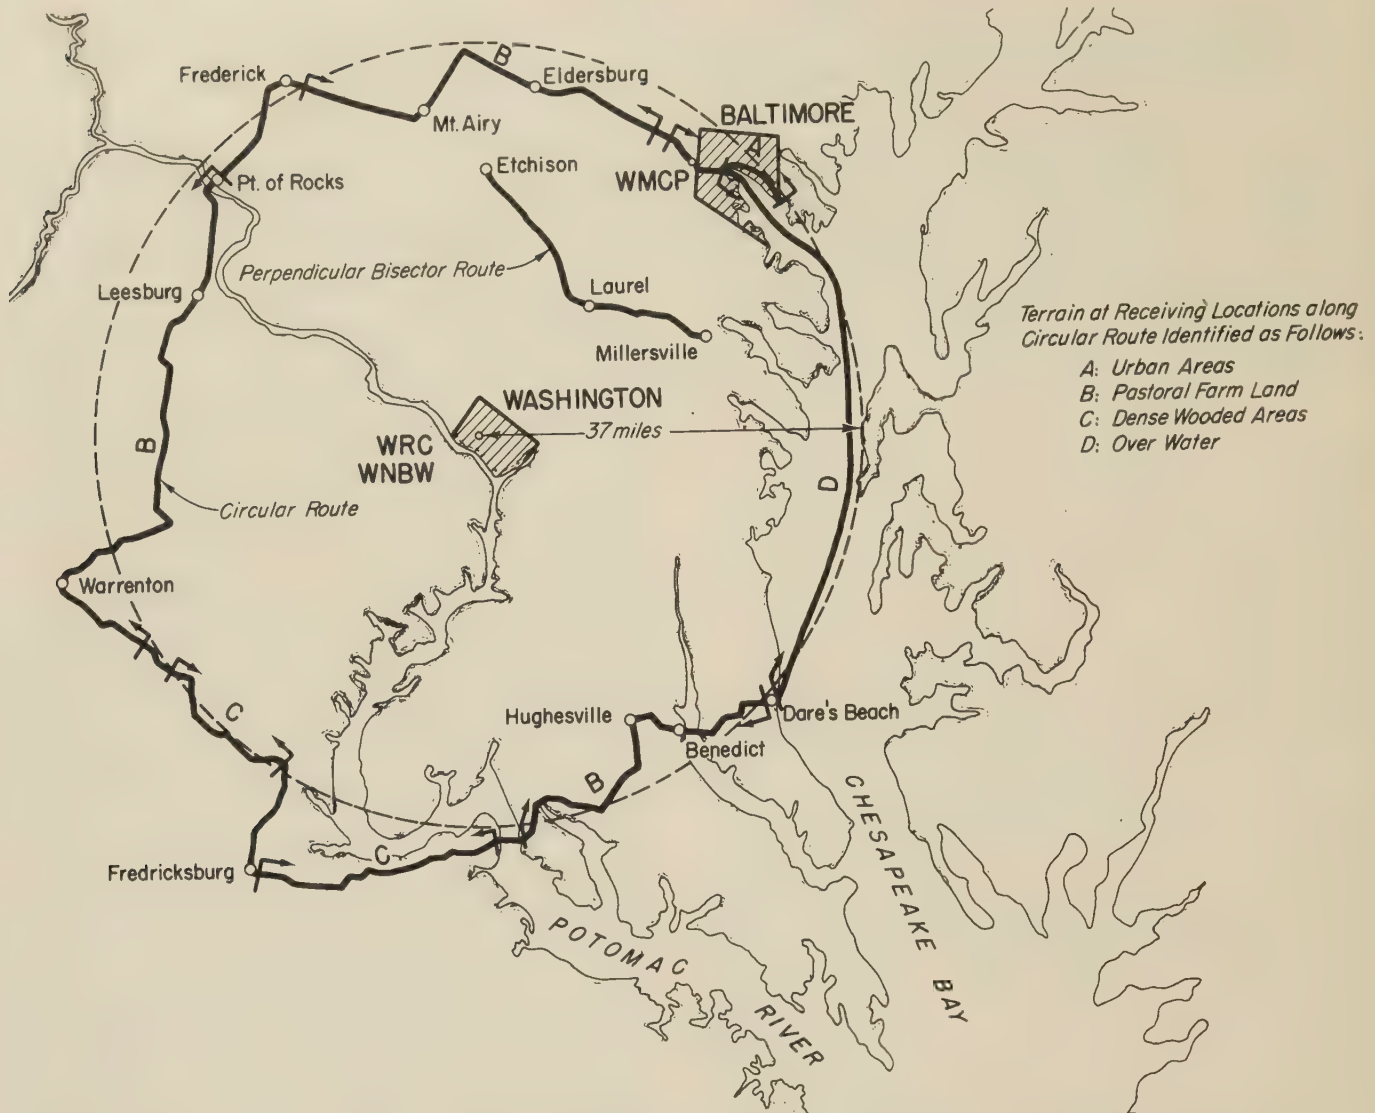 Frederick
B
Eldersburg
Mt. Airy
BALTIMORE
A
Etchison
WMCP
Pt. of Rocks
Perpendicular Bisector Route
Leesburg
Laurel
Millersville
Terrain at Receiving Locations along
Circular Route Identified as Follows:
A: Urban Areas
B: Pastoral Farm Land
C: Dense Wooded Areas
D: Over Water
WASHINGTON
37 miles
WRC
WNBW
B
D
Circular Route
Warrenton
C
Hughesville
Dare's Beach
Benedict
B
C
Fredricksburg
CHESAPEAKE BAY
POTOMAC RIVER